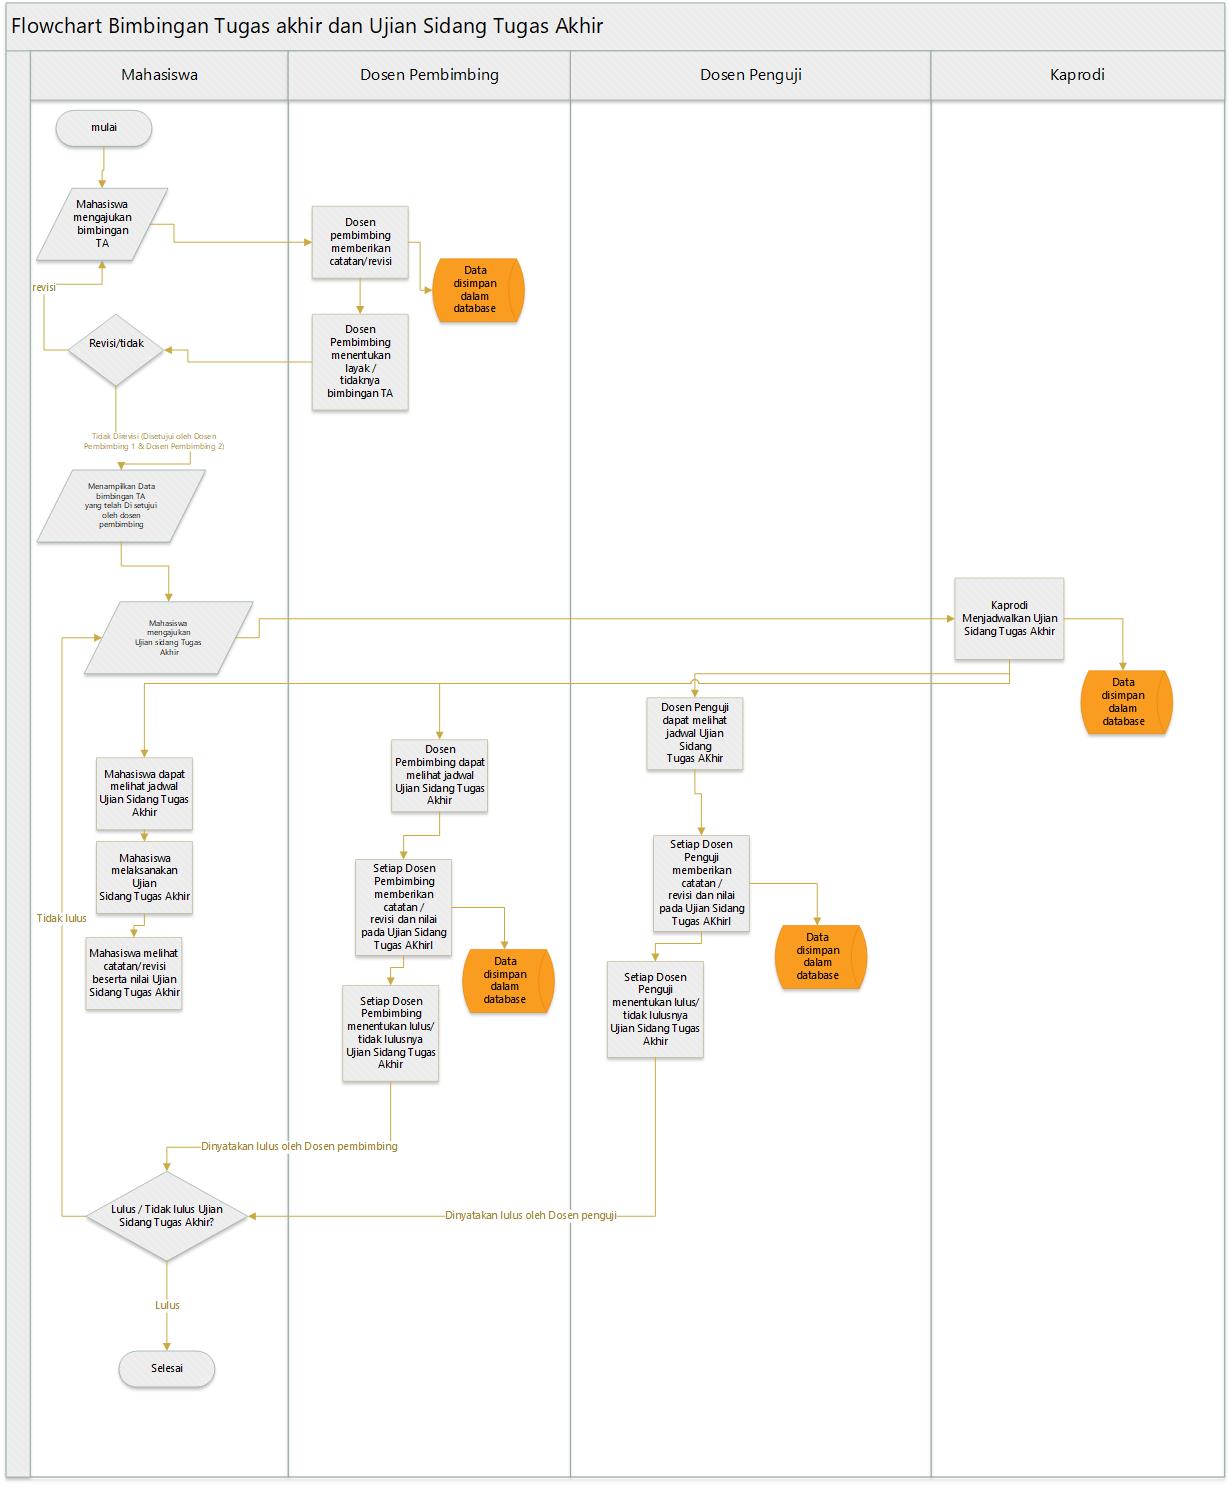 Flowchart Bimbingan Tugas akhir dan Ujian Sidang Tugas Akhir
Mahasiswa
Dosen Pembimbing
Dosen Penguji
Kaprodi
mulai
Mahasiswa
mengajukan
bimbingan
TA
Dosen
pembimbing
memberikan
catatan/revisi
Data
disimpan
dalam
database
revisi
Revisi/tidak
Dosen
Pembimbing
menentukan
layak /
tidaknya
bimbingan TA
Tidak Direvisi (Disetujui oleh Dosen
Pembimbing 1 & Dosen Pembimbing 2)
Menampilkan Data
bimbingan TA
yang telah Di setujui
oleh dosen
pembimbing
Mahasiswa
mengajukan
Ujian sidang Tugas
Akhir
Kaprodi
Menjadwalkan Ujian
Sidang Tugas Akhir
Data
disimpan
dalam
database
Dosen Penguji
dapat melihat
jadwal Ujian
Sidang
Tugas AKhir
Dosen
Pembimbing dapat
melihat jadwal
Ujian Sidang Tugas
Akhir
Mahasiswa dapat
melihat jadwal
Ujian Sidang Tugas
Akhir
Mahasiswa
melaksanakan
Ujian
Sidang Tugas Akhir
Setiap Dosen
Pembimbing
memberikan
catatan /
revisi dan nilai
pada Ujian Sidang
Tugas AKhirl
Setiap Dosen
Penguji
memberikan
catatan /
revisi dan nilai
pada Ujian Sidang
Tugas AKhirl
Tidak lulus
Mahasiswa melihat
catatan/revisi
beserta nilai Ujian
Sidang Tugas Akhir
Data
disimpan
dalam
database
Data
disimpan
dalam
database
Setiap Dosen
Pembimbing
menentukan lulus/
tidak lulusnya
Ujian Sidang Tugas
Akhir
Setiap Dosen
Penguji
menentukan lulus/
tidak lulusnya
Ujian Sidang Tugas
Akhir
Dinyatakan lulus oleh Dosen pembimbing
Lulus / Tidak lulus Ujian
Sidang Tugas Akhir?
Dinyatakan lulus oleh Dosen penguji
Lulus
Selesai